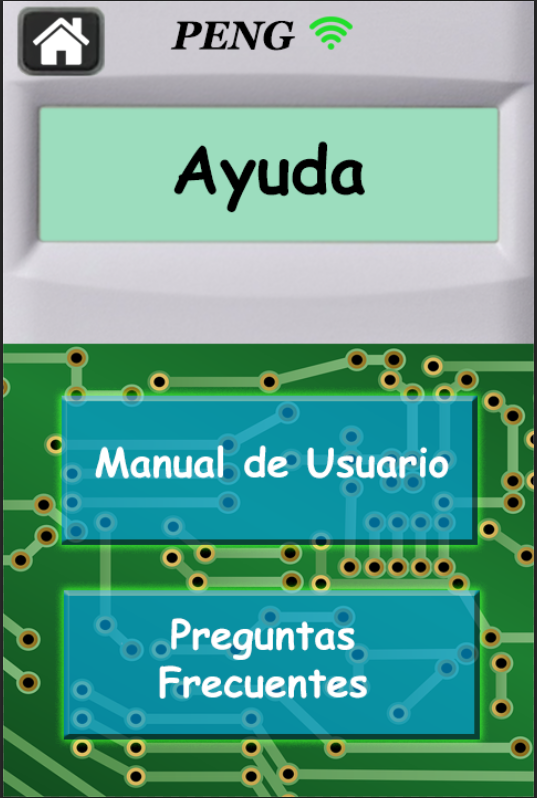 PENG
Ayuda
Manual de Usuario
Preguntas
Frecuentes